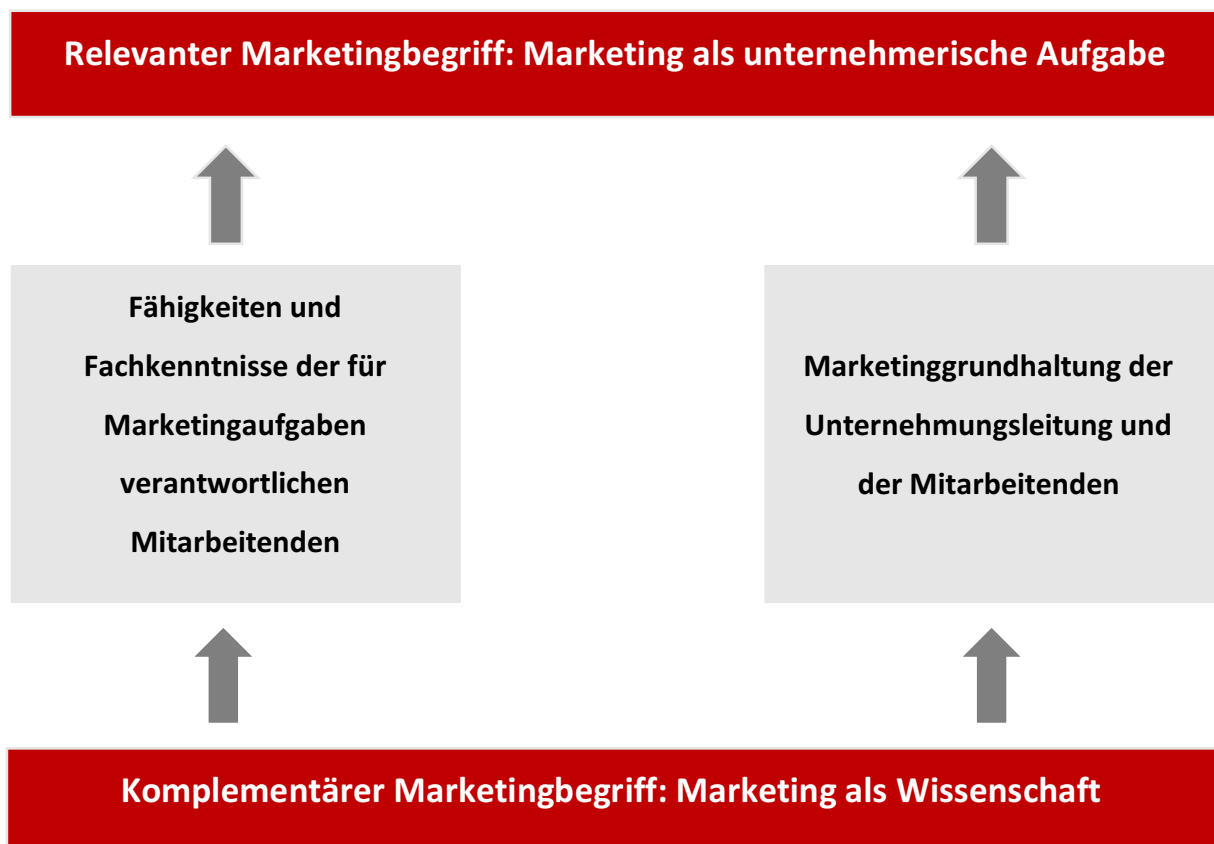 Relevanter Marketingbegriff: Marketing als unternehmerische Aufgabe
Fähigkeiten und
Fachkenntnisse der für
Marketingaufgaben
verantwortlichen
Mitarbeitenden
Marketinggrundhaltung der
Unternehmungsleitung und
der Mitarbeitenden
Komplementärer Marketingbegriff: Marketing als Wissenschaft